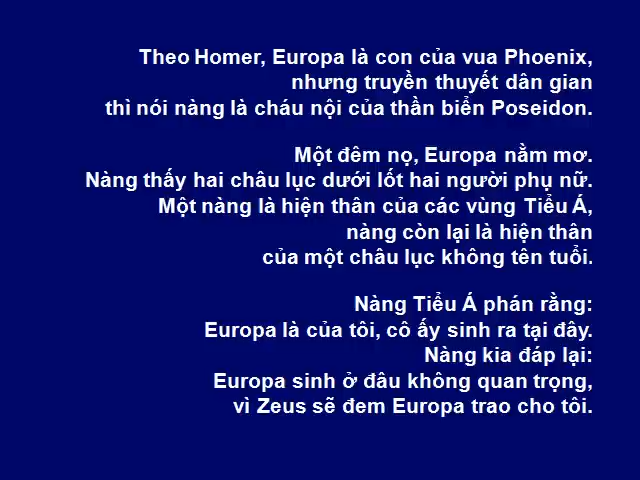 Theo Homer, Europa là con của vua Phoenix,
nhưng truyền thuyết dân gian
thì nói nàng là cháu nội của thần biển Poseidon.
Một đêm nọ, Europa nằm mơ.
Nàng thấy hai châu lục dưới lốt hai người phụ nữ.
Một nàng là hiện thân của các vùng Tiểu Á,
nàng còn lại là hiện thân
của một châu lục không tên tuổi.
Nàng Tiểu Á phán rằng:
Europa là của tôi, cô ấy sinh ra tại đây.
Nàng kia đáp lại:
Europa sinh ở đâu không quan trọng,
vì Zeus sẽ đem Europa trao cho tôi.